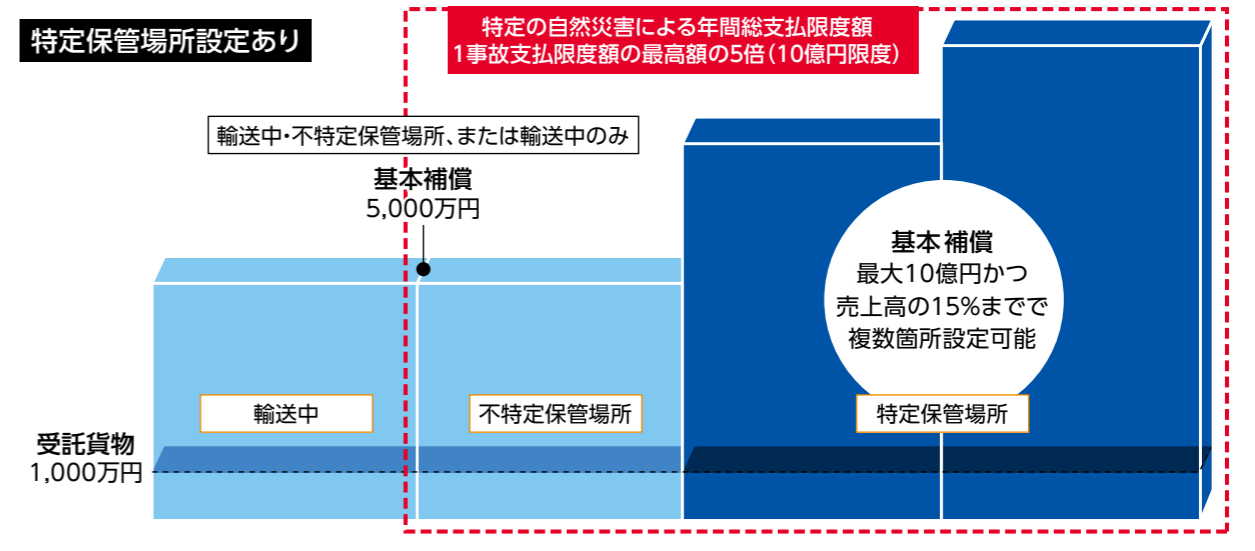 特定保管場所設定あり
特定の自然災害による年間総支払限度額
1事故支払限度額の最高額の5倍(10億円限度)
輸送中・不特定保管場所、または輸送中のみ
基本補償
5,000万円
基本補償
最大10億円かつ
売上高の15%までで
複数箇所設定可能
輸送中
不特定保管場所
特定保管場所
受託貨物
1,000万円